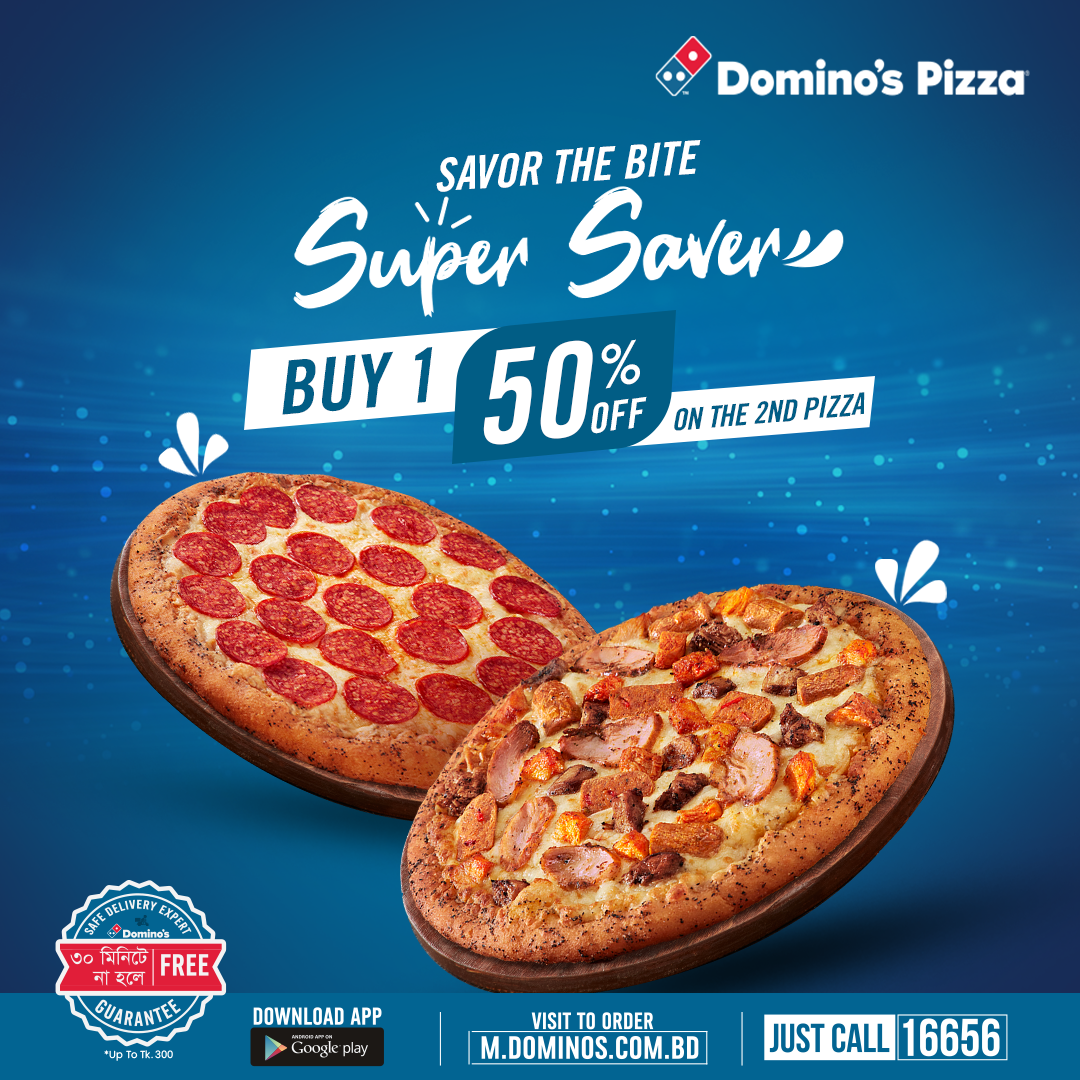 Domino's Pizza
SAVOR THE BITE
Super Saver
BUY 1
50% OFF
ON THE 2ND PIZZA
SAFE DELIVERY EXPERT
Domino's
৩০ মিনিটে
না হলে
FREE
GUARANTEE
*Up To Tk. 300
DOWNLOAD APP
ANDROID APP ON
Google play
VISIT TO ORDER
M.DOMINOS.COM.BD
JUST CALL 16656